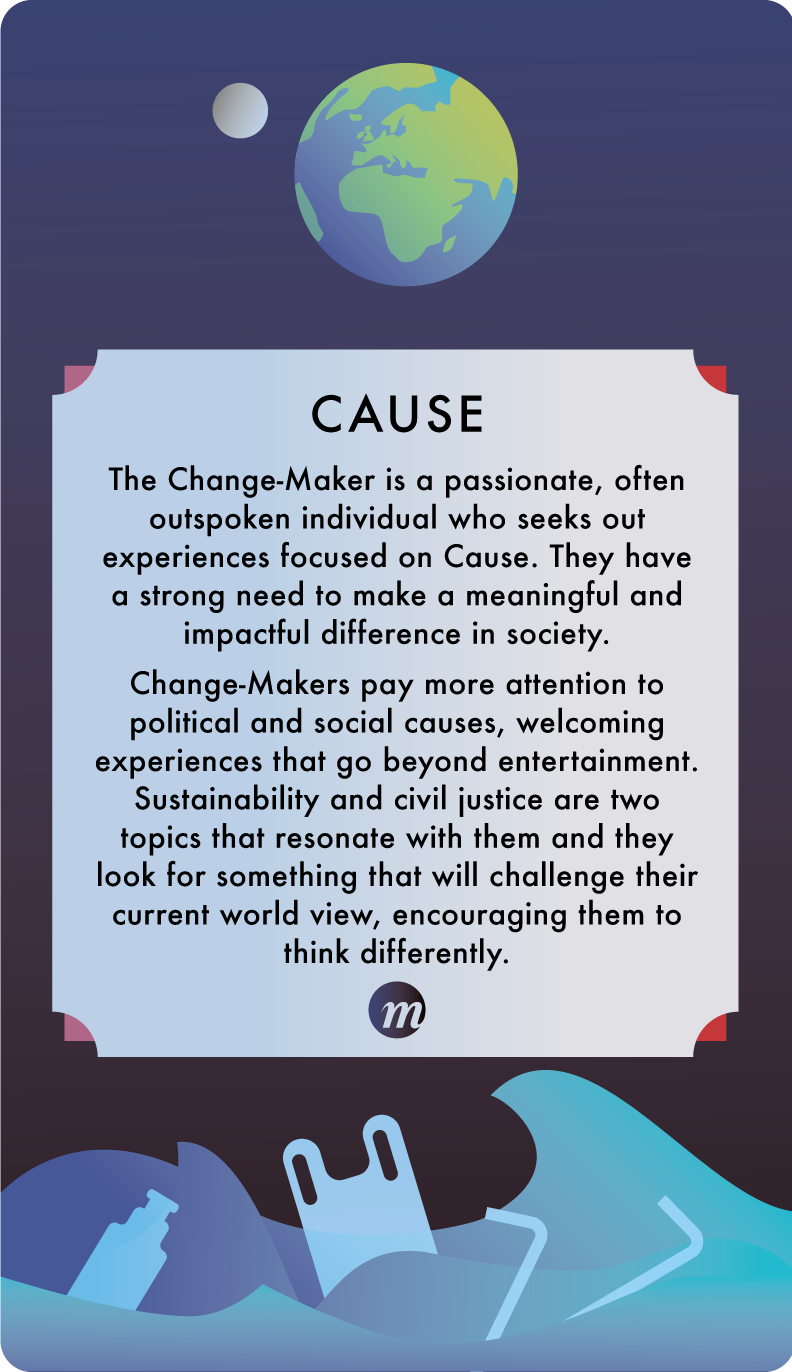 CAUSE
The Change-Maker is a passionate, often
outspoken individual who seeks out
experiences focused on Cause. They have
a strong need to make a meaningful and
impactful difference in society.
Change-Makers pay more attention to
political and social causes, welcoming
experiences that go beyond entertainment.
Sustainability and civil justice are two
topics that resonate with them and they
look for something that will challenge their
current world view, encouraging them to
think differently.
m